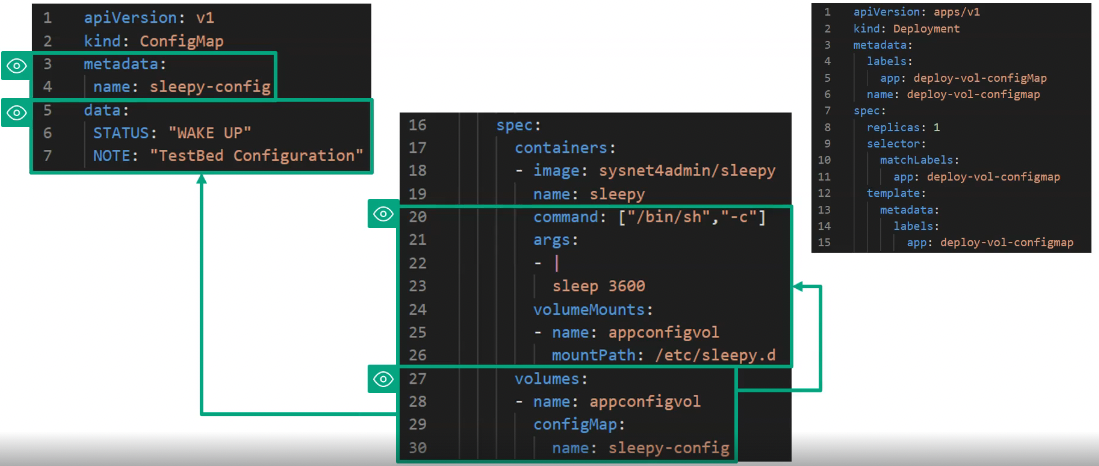 1 apiVersion: v1
2 kind: ConfigMap
3 metadata:
4 name: sleepy-config
5 data:
6 STATUS: "WAKE UP"
7 NOTE: "TestBed Configuration"
16 spec:
17 containers:
18 - image: sysnet4admin/sleepy
19 name: sleepy
20 command: ["/bin/sh","-c"]
21 args:
22 - |
23 sleep 3600
24 volumeMounts:
25 - name: appconfigvol
26 mountPath: /etc/sleepy.d
27 volumes:
28 - name: appconfigvol
29 configMap:
30 name: sleepy-config
1 apiVersion: apps/v1
2 kind: Deployment
3 metadata:
4 labels:
5 app: deploy-vol-configMap
6 name: deploy-vol-configmap
7 spec:
8 replicas: 1
9 selector:
10 matchLabels:
11 app: deploy-vol-configmap
12 template:
13 metadata:
14 labels:
15 app: deploy-vol-configmap